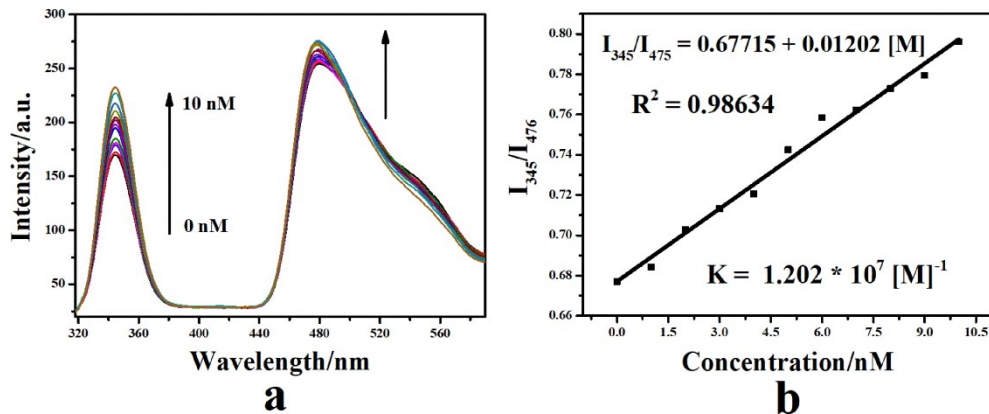 300
250
200
150
100
50
320
360
400
440
480
520
560
Intensity/a.u.
Wavelength/nm
10 nM
0 nM
a
0.80
0.78
0.76
0.74
0.72
0.70
0.68
0.66
0.0
1.5
3.0
4.5
6.0
7.5
9.0
10.5
I345/I476
Concentration/nM
I345/I475 = 0.67715 + 0.01202 [M]
R² = 0.98634
K = 1.202 * 10⁷ [M]⁻¹
b